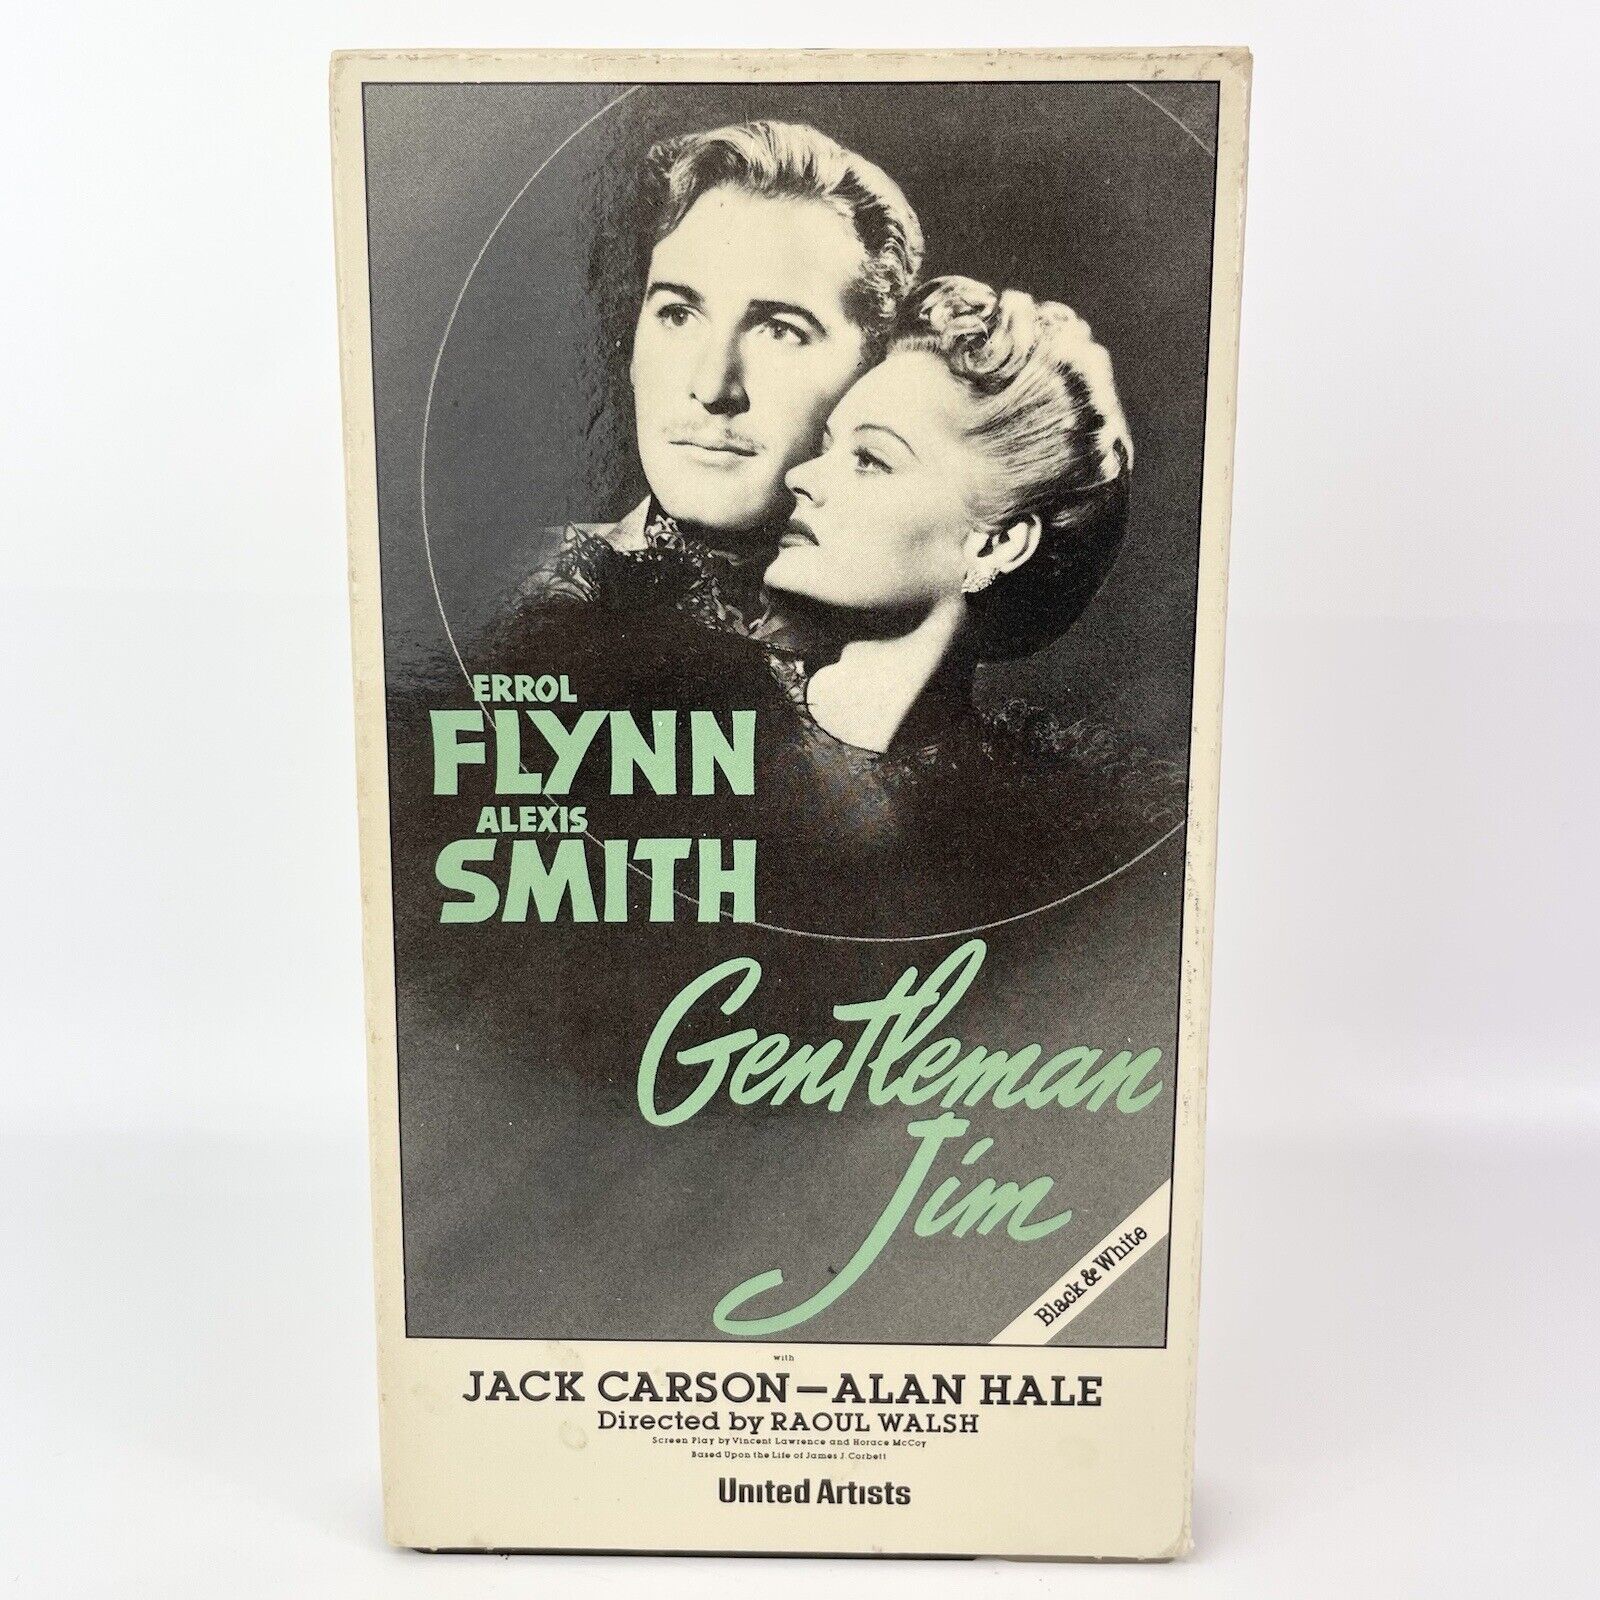 ERROL
FLYNN
ALEXIS
SMITH
Gentleman
Jim
Black & White
with
JACK CARSON—ALAN HALE
Directed by RAOUL WALSH
Screen Play by Vincent Lawrence and Horace McCoy
Based Upon the Life of James J. Corbett
United Artists